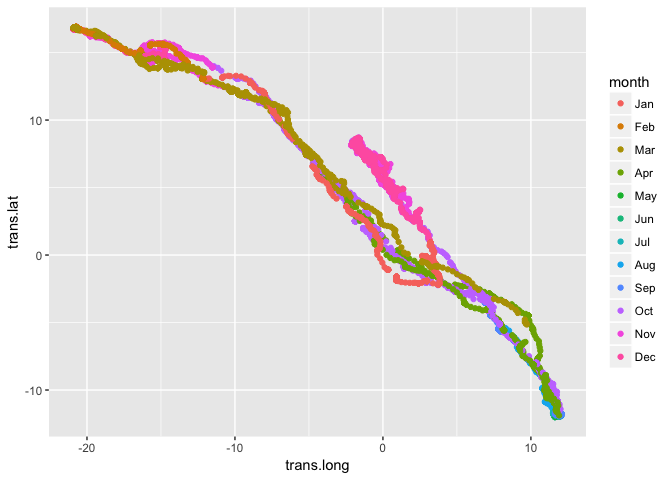 10
0
-10
trans.lat
-20
-10
0
10
trans.long
month
Jan
Feb
Mar
Apr
May
Jun
Jul
Aug
Sep
Oct
Nov
Dec